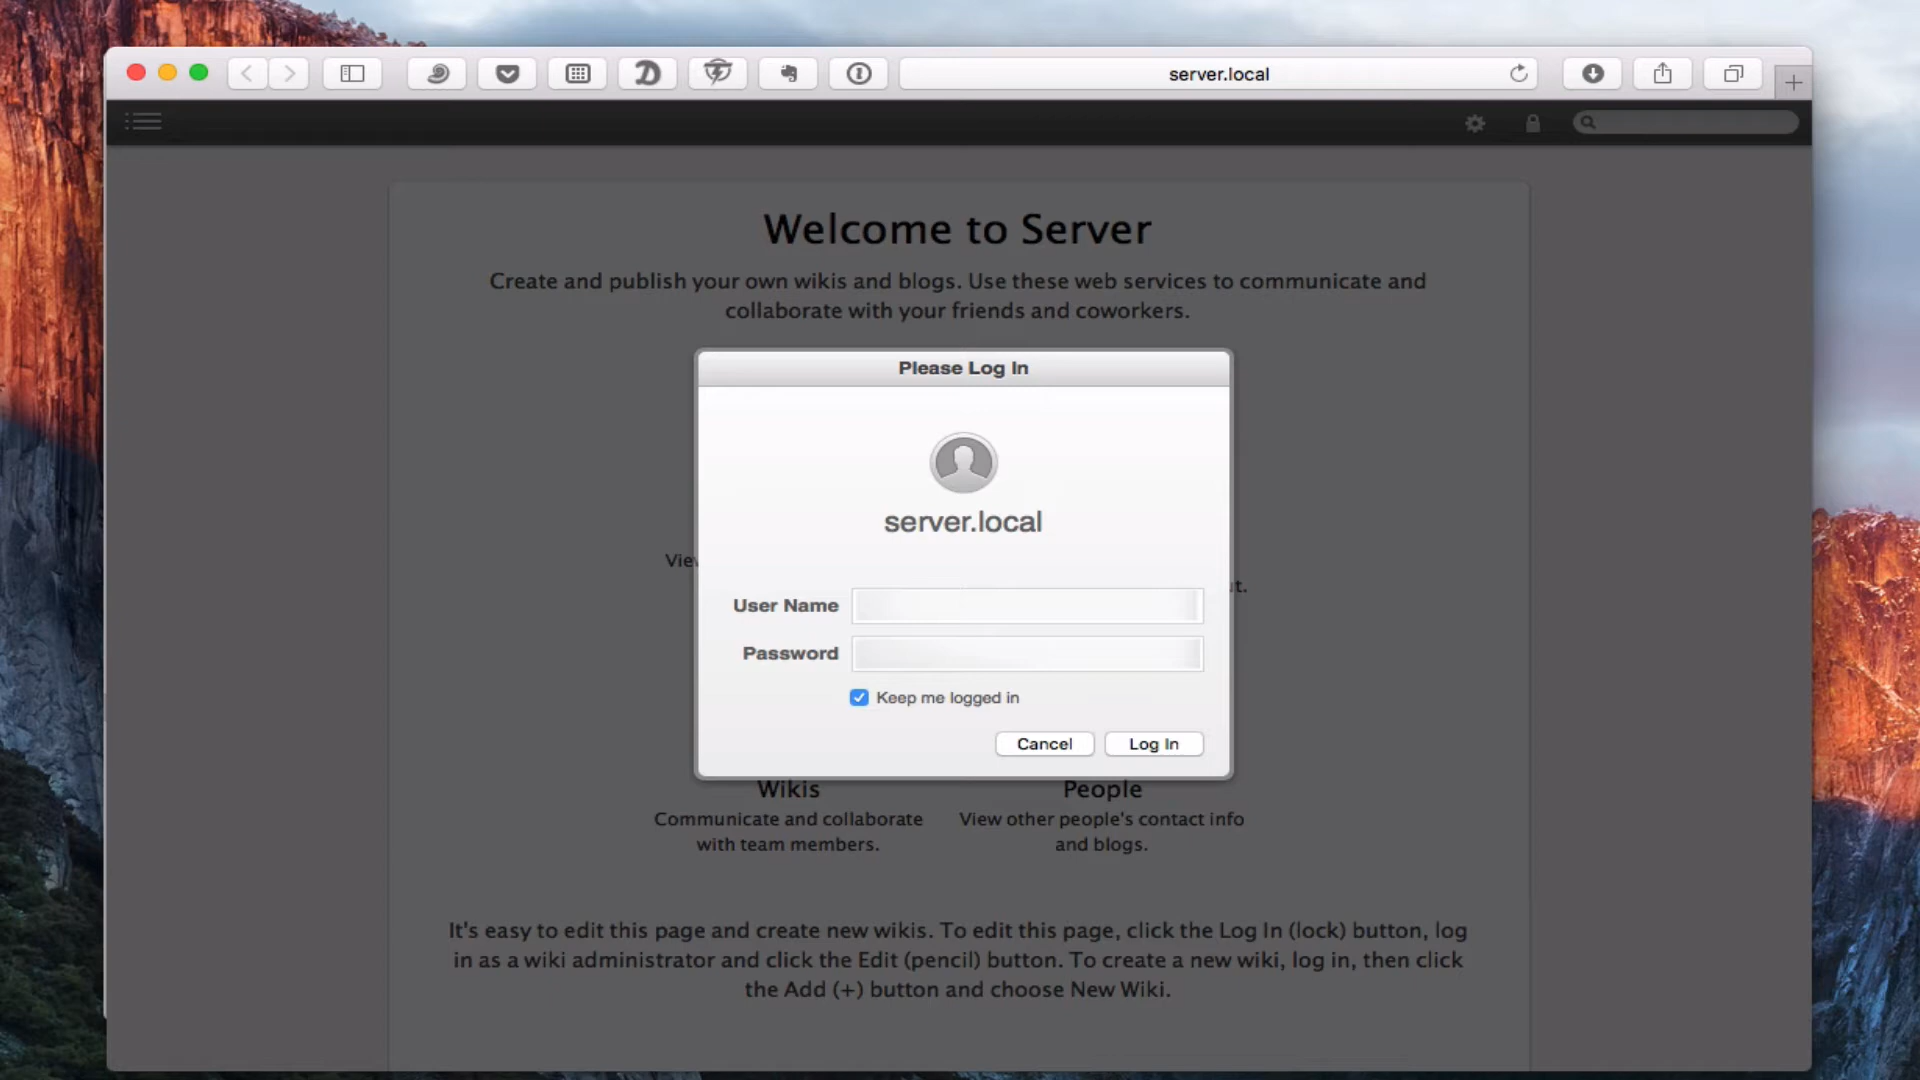 server.local
Welcome to Server
Create and publish your own wikis and blogs. Use these web services to communicate and
collaborate with your friends and coworkers.
Please Log In
server.local
User Name
Password
Keep me logged in
Cancel
Log In
Wikis
People
Communicate and collaborate
with team members.
View other people's contact info
and blogs.
It's easy to edit this page and create new wikis. To edit this page, click the Log In (lock) button, log
in as a wiki administrator and click the Edit (pencil) button. To create a new wiki, log in, then click
the Add (+) button and choose New Wiki.